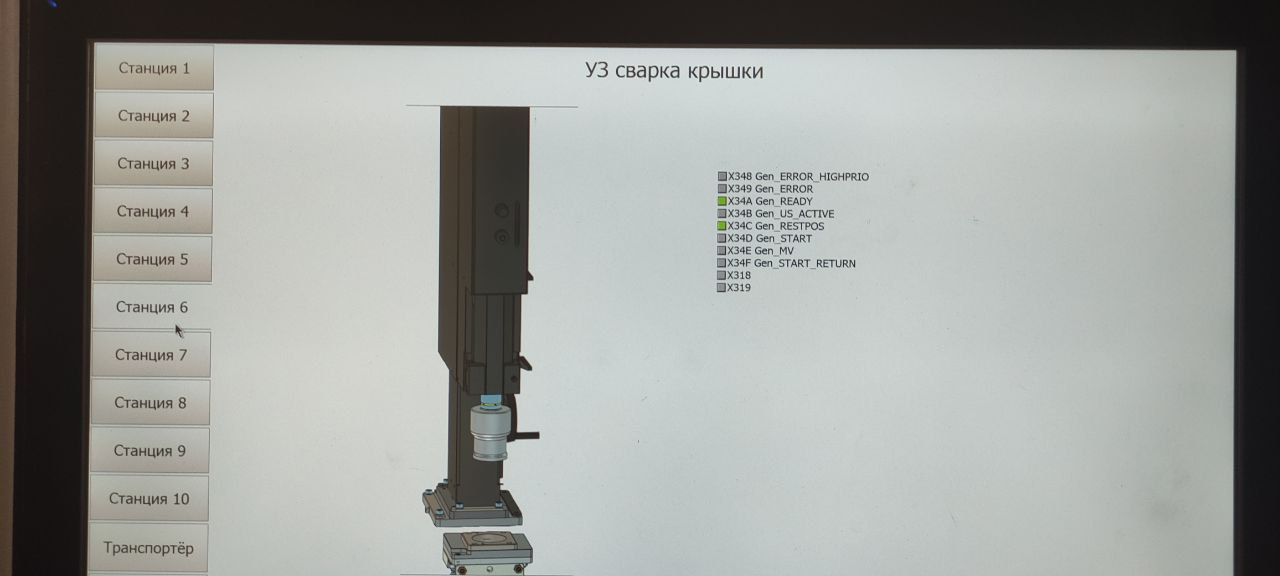 УЗ сварка крышки
Станция 1
Станция 2
Станция 3
Станция 4
Станция 5
Станция 6
Станция 7
Станция 8
Станция 9
Станция 10
Транспортёр
X348 Gen_ERROR_HIGHPRIO
X349 Gen_ERROR
X34A Gen_READY
X34B Gen_US_ACTIVE
X34C Gen_RESTPOS
X34D Gen_START
X34E Gen_MV
X34F Gen_START_RETURN
X318
X319